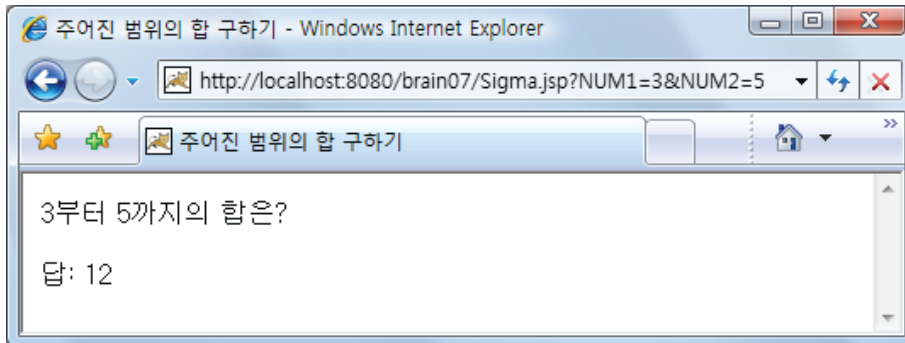 주어진 범위의 합 구하기 - Windows Internet Explorer
http://localhost:8080/brain07/Sigma.jsp?NUM1=3&NUM2=5
주어진 범위의 합 구하기
3부터 5까지의 합은?
답: 12